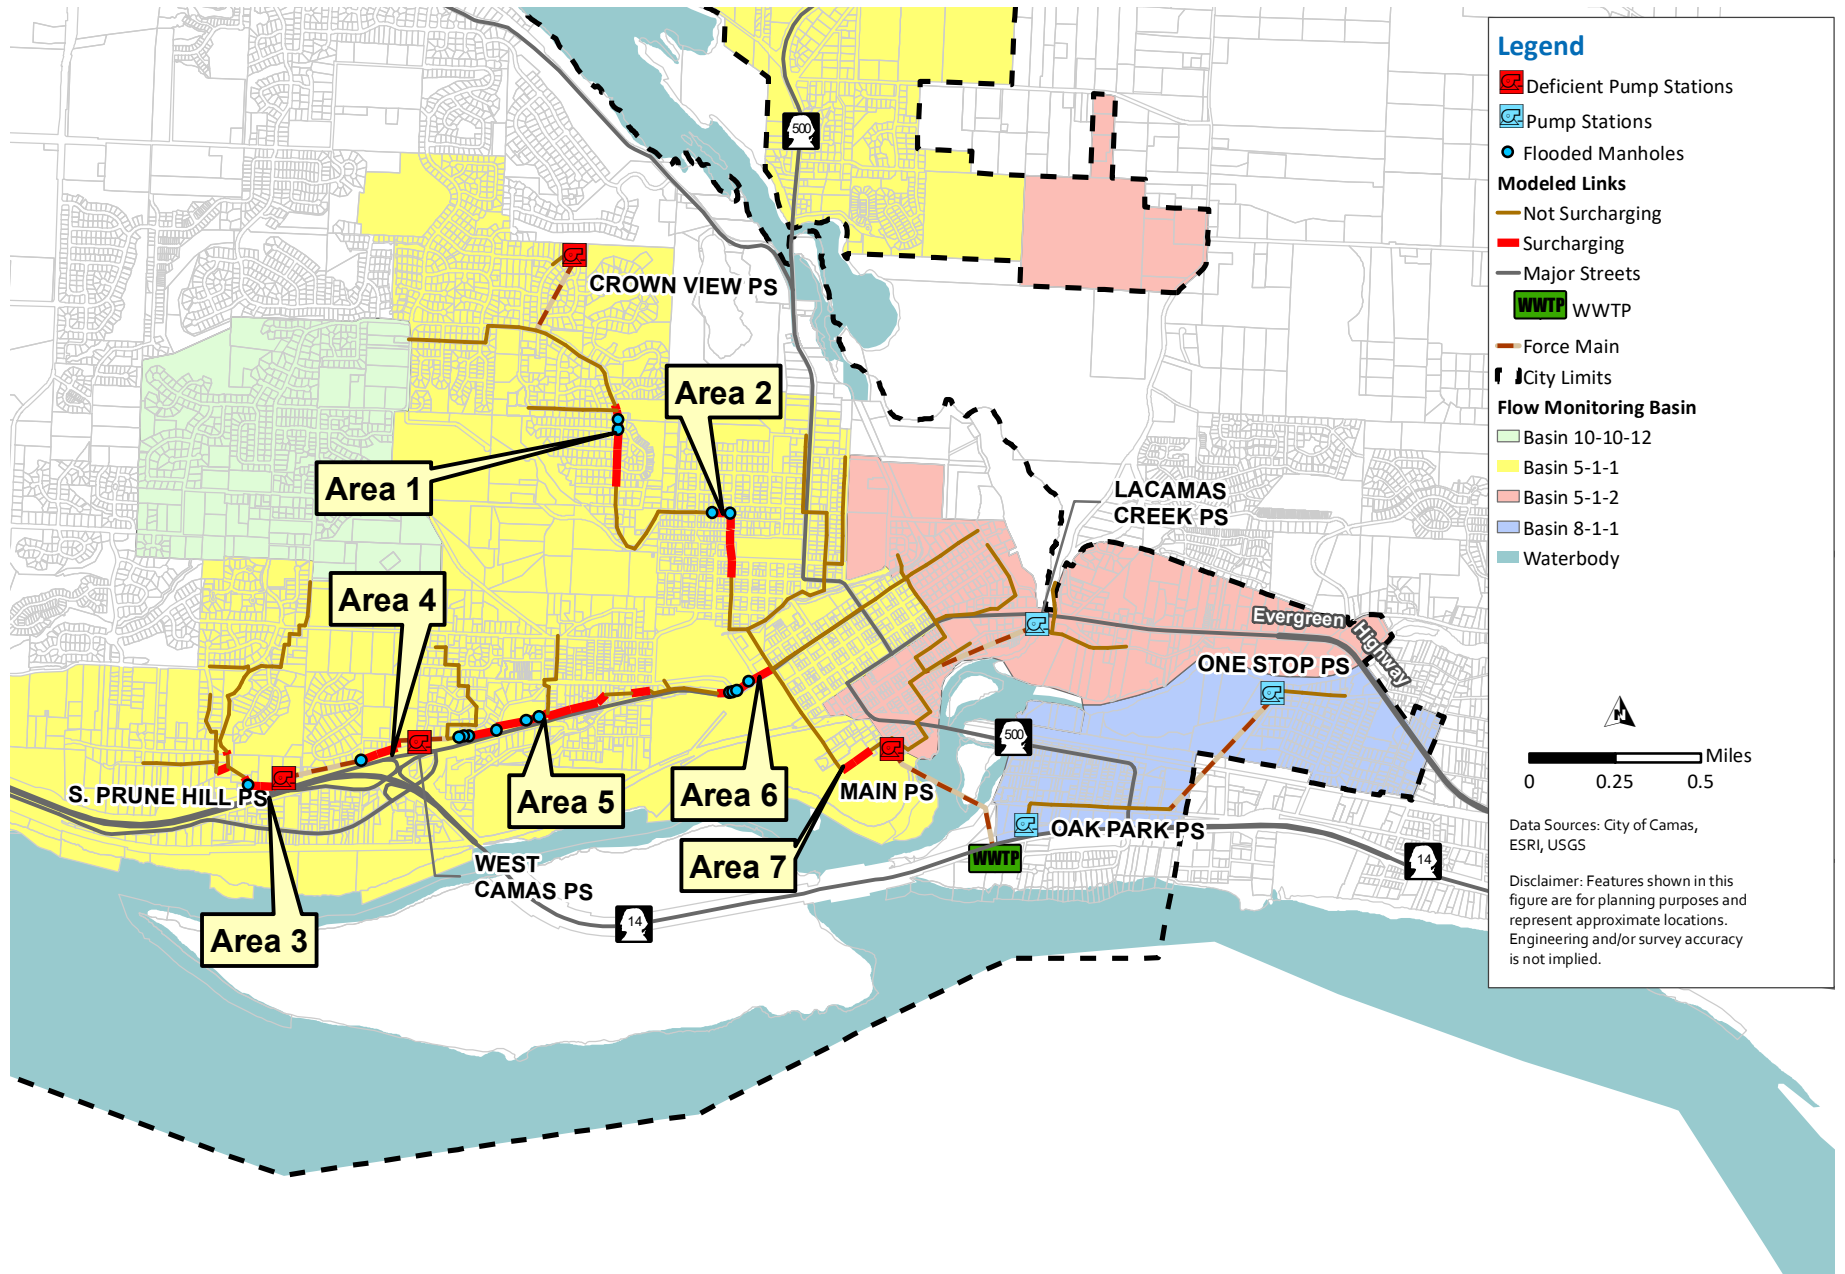 500
CROWN VIEW PS
Area 2
Area 1
LACAMAS
CREEK PS
Area 4
Evergreen
Highway
ONE STOP PS
500
S. PRUNE HILL PS
Area 5
Area 6
MAIN PS
OAK PARK PS
WWTP
14
Area 7
WEST
CAMAS PS
14
Area 3
Legend
Deficient Pump Stations
Pump Stations
Flooded Manholes
Modeled Links
Not Surcharging
Surcharging
Major Streets
WWTP WWTP
Force Main
City Limits
Flow Monitoring Basin
Basin 10-10-12
Basin 5-1-1
Basin 5-1-2
Basin 8-1-1
Waterbody
N
Miles
0 0.25 0.5
Data Sources: City of Camas,
ESRI, USGS
Disclaimer: Features shown in this
figure are for planning purposes and
represent approximate locations.
Engineering and/or survey accuracy
is not implied.